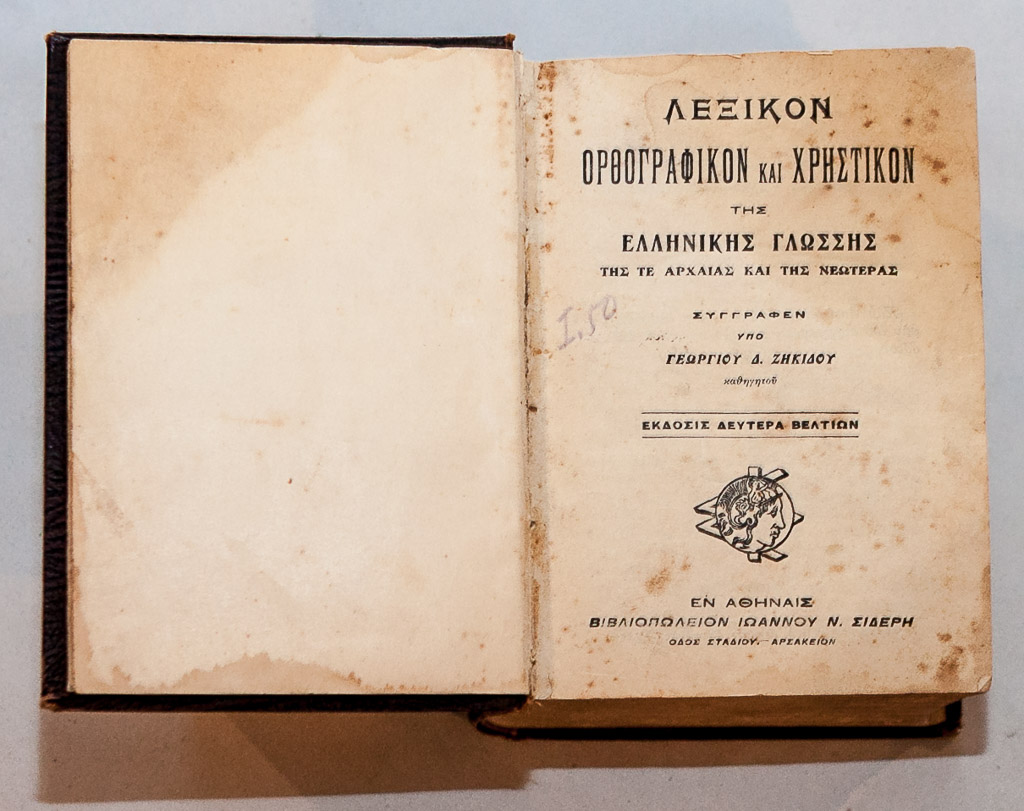 ΛΕΞΙΚΟΝ
ΟΡΘΟΓΡΑΦΙΚΟΝ ΚΑΙ ΧΡΗΣΤΙΚΟΝ
ΤΗΣ
ΕΛΛΗΝΙΚΗΣ ΓΛΩΣΣΗΣ
ΤΗΣ ΤΕ ΑΡΧΑΙΑΣ ΚΑΙ ΤΗΣ ΝΕΩΤΕΡΑΣ
I,50
ΣΥΓΓΡΑΦΕΝ
ΥΠΟ
ΓΕΩΡΓΙΟΥ Δ. ΖΗΚΙΔΟΥ
καθηγητοῦ
ΕΚΔΟΣΙΣ ΔΕΥΤΕΡΑ ΒΕΛΤΙΩΝ
ΕΝ ΑΘΗΝΑΙΣ
ΒΙΒΛΙΟΠΩΛΕΙΟΝ ΙΩΑΝΝΟΥ Ν. ΣΙΔΕΡΗ
ΟΔΟΣ ΣΤΑΔΙΟΥ.—ΑΡΣΑΚΕΙΟΝ